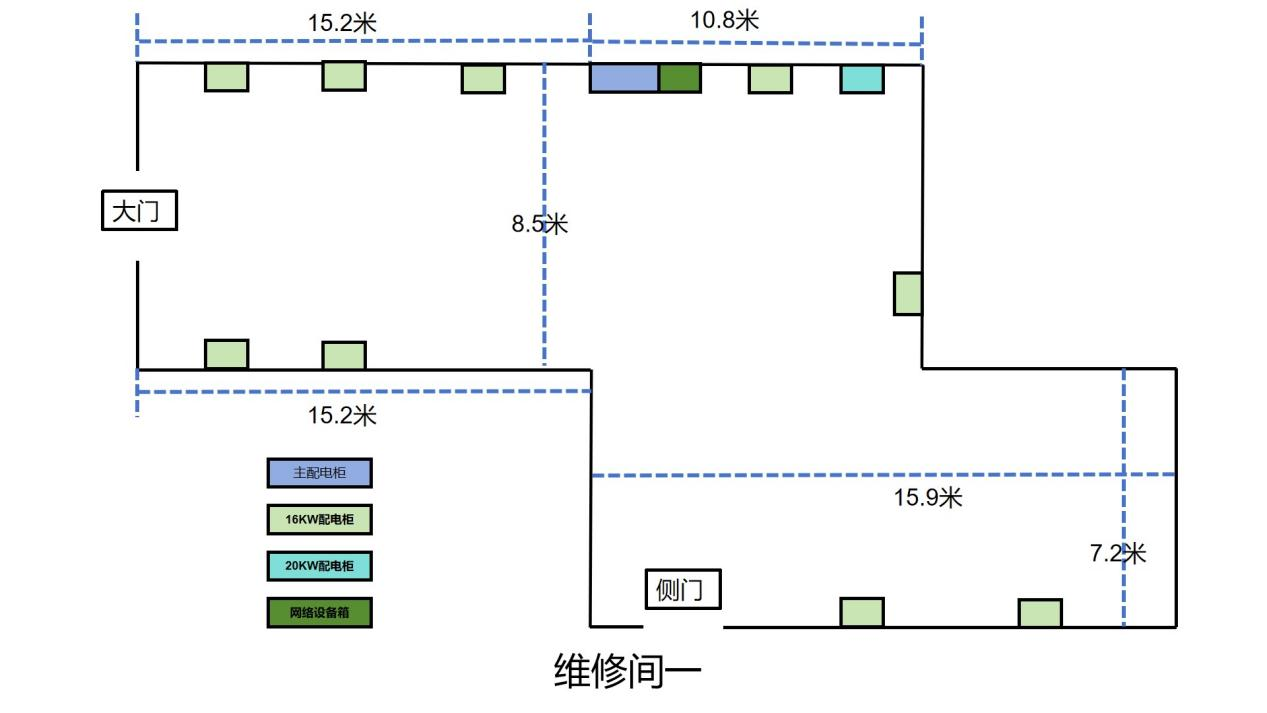 15.2米
10.8米
大门
8.5米
15.2米
主配电柜
16KW配电柜
20KW配电柜
网络设备箱
15.9米
7.2米
侧门
维修间一